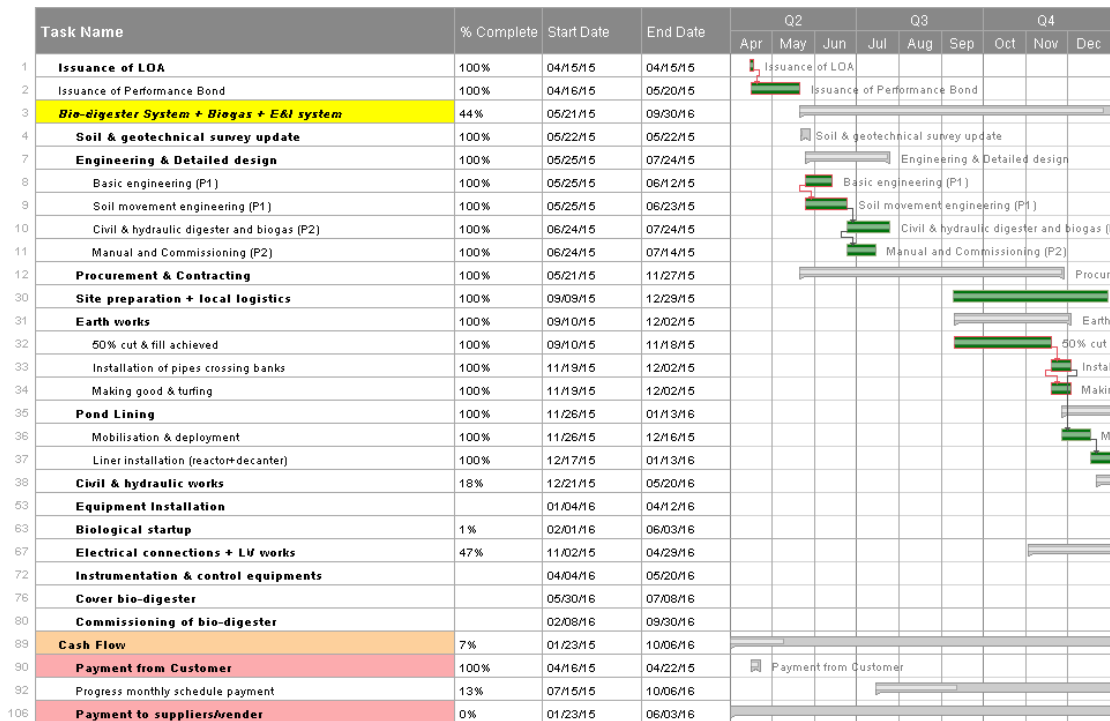 Task Name % Complete Start Date End Date Q2 Q3 Q4
Apr May Jun Jul Aug Sep Oct Nov Dec
1 Issuance of LOA 100% 04/15/15 04/15/15 Issuance of LOA
2 Issuance of Performance Bond 100% 04/16/15 05/20/15 Issuance of Performance Bond
3 Bio-digester System + Biogas + E&I system 44% 05/21/15 09/30/16
4 Soil & geotechnical survey update 100% 05/22/15 05/22/15 Soil & geotechnical survey update
7 Engineering & Detailed design 100% 05/25/15 07/24/15 Engineering & Detailed design
8 Basic engineering (P1) 100% 05/25/15 06/12/15 Basic engineering (P1)
9 Soil movement engineering (P1) 100% 05/25/15 06/23/15 Soil movement engineering (P1)
10 Civil & hydraulic digester and biogas (P2) 100% 06/24/15 07/24/15 Civil & hydraulic digester and biogas (
11 Manual and Commissioning (P2) 100% 06/24/15 07/14/15 Manual and Commissioning (P2)
12 Procurement & Contracting 100% 05/21/15 11/27/15 Procur
30 Site preparation + local logistics 100% 09/09/15 12/29/15
31 Earth works 100% 09/10/15 12/02/15 Earth
32 50% cut & fill achieved 100% 09/10/15 11/18/15 50% cut
33 Installation of pipes crossing banks 100% 11/19/15 12/02/15 Instal
34 Making good & turfing 100% 11/19/15 12/02/15 Makin
35 Pond Lining 100% 11/26/15 01/13/16
36 Mobilisation & deployment 100% 11/26/15 12/16/15 M
37 Liner installation (reactor+decanter) 100% 12/17/15 01/13/16
38 Civil & hydraulic works 18% 12/21/15 05/20/16
53 Equipment Installation 01/04/16 04/12/16
63 Biological startup 1% 02/01/16 06/03/16
67 Electrical connections + LV works 47% 11/02/15 04/29/16
72 Instrumentation & control equipments 04/04/16 05/20/16
76 Cover bio-digester 05/30/16 07/08/16
80 Commissioning of bio-digester 02/08/16 09/30/16
89 Cash Flow 7% 01/23/15 10/06/16
90 Payment from Customer 100% 04/16/15 04/22/15 Payment from Customer
92 Progress monthly schedule payment 13% 07/15/15 10/06/16
106 Payment to suppliers/vender 0% 01/23/15 06/03/16